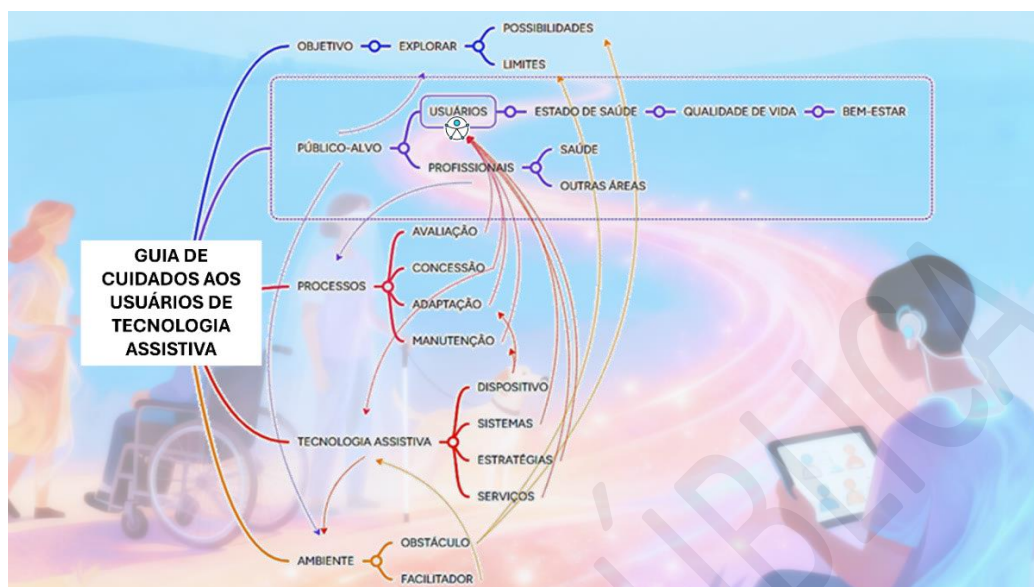 OBJETIVO
EXPLORAR
POSSIBILIDADES
LIMITES
PÚBLICO-ALVO
USUÁRIOS
ESTADO DE SAÚDE
QUALIDADE DE VIDA
BEM-ESTAR
PROFISSIONAIS
SAÚDE
OUTRAS ÁREAS
GUIA DE
CUIDADOS AOS
USUÁRIOS DE
TECNOLOGIA
ASSISTIVA
PROCESSOS
AVALIAÇÃO
CONCESSÃO
ADAPTAÇÃO
MANUTENÇÃO
TECNOLOGIA ASSISTIVA
DISPOSITIVO
SISTEMAS
ESTRATÉGIAS
SERVIÇOS
AMBIENTE
OBSTÁCULO
FACILITADOR
ÚBLICA